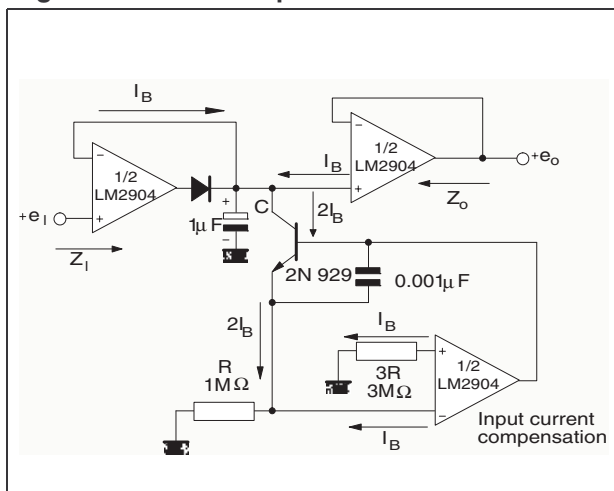 I_B
1/2
LM2904
+e_I
Z_I
1µF
+
-
C
I_B
2I_B
1/2
LM2904
+e_o
Z_o
2N 929
0.001µF
2I_B
R
1MΩ
I_B
3R
3MΩ
1/2
LM2904
I_B
Input current
compensation